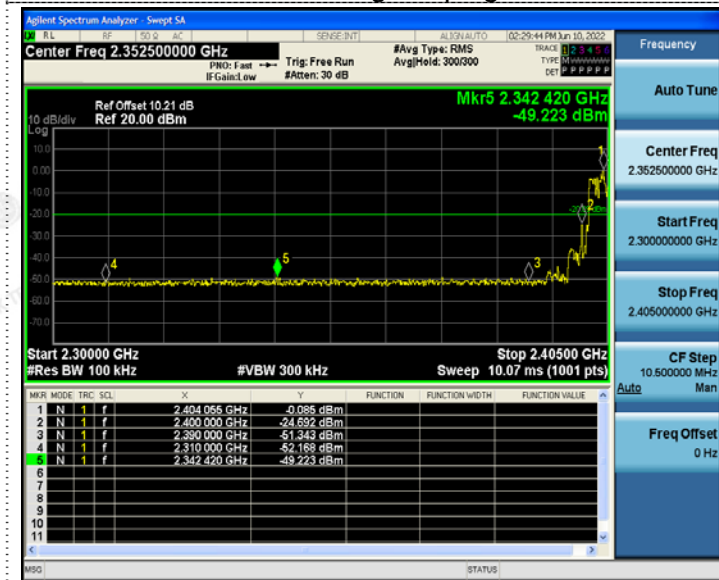 Agilent Spectrum Analyzer - Swept SA
RL RF 50 Ω AC SENSE:INT ALIGN AUTO 02:29:44 PM Jun 10, 2022
Center Freq 2.352500000 GHz
PNO: Fast
IFGain:Low
Trig: Free Run
#Atten: 30 dB
#Avg Type: RMS
Avg|Hold: 300/300
TRACE 1 2 3 4 5 6
TYPE M
DET P P P P P P
Ref Offset 10.21 dB
10 dB/div Ref 20.00 dBm
Log
Mkr5 2.342 420 GHz
-49.223 dBm
10.0
0.00
-10.0
-20.0
-30.0
-40.0
-50.0
-60.0
-70.0
1
2
3
4
5
Start 2.30000 GHz Stop 2.40500 GHz
#Res BW 100 kHz #VBW 300 kHz Sweep 10.07 ms (1001 pts)
MKR MODE TRC SCL X Y FUNCTION FUNCTION WIDTH FUNCTION VALUE
1 N 1 f 2.404 055 GHz -0.085 dBm
2 N 1 f 2.400 000 GHz -24.692 dBm
3 N 1 f 2.390 000 GHz -51.343 dBm
4 N 1 f 2.310 000 GHz -52.168 dBm
5 N 1 f 2.342 420 GHz -49.223 dBm
6
7
8
9
10
11
MSG STATUS
Frequency
Auto Tune
Center Freq
2.352500000 GHz
Start Freq
2.300000000 GHz
Stop Freq
2.405000000 GHz
CF Step
10.500000 MHz
Auto Man
Freq Offset
0 Hz